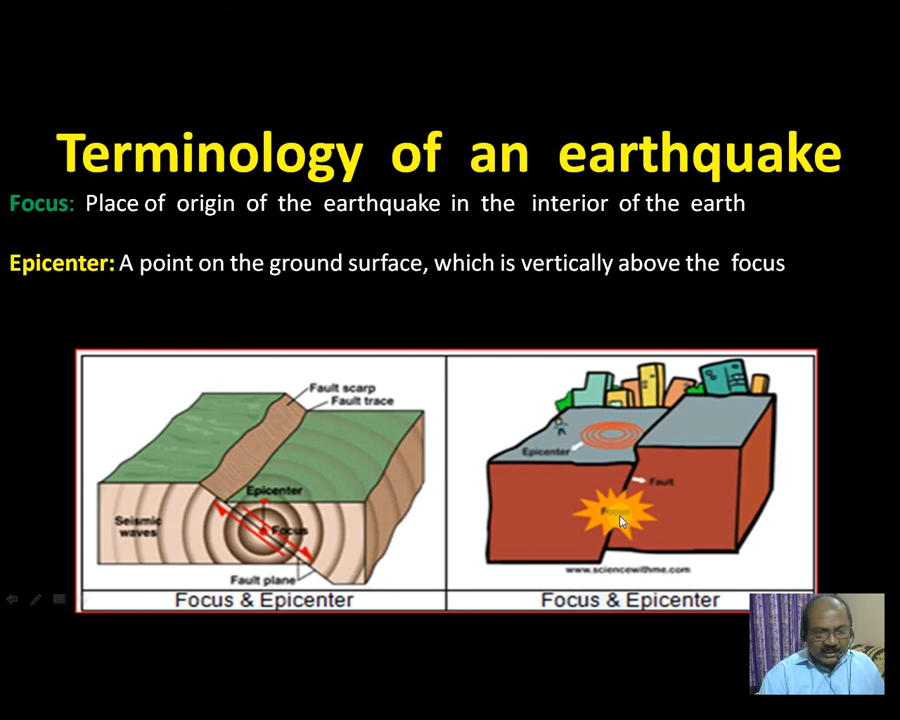 Terminology of an earthquake
Focus: Place of origin of the earthquake in the interior of the earth
Epicenter: A point on the ground surface, which is vertically above the focus
Fault scarp
Fault trace
Epicenter
Seismic
waves
Focus
Fault plane
Focus & Epicenter
Epicenter
Fault
Focus
www.sciencewithme.com
Focus & Epicenter